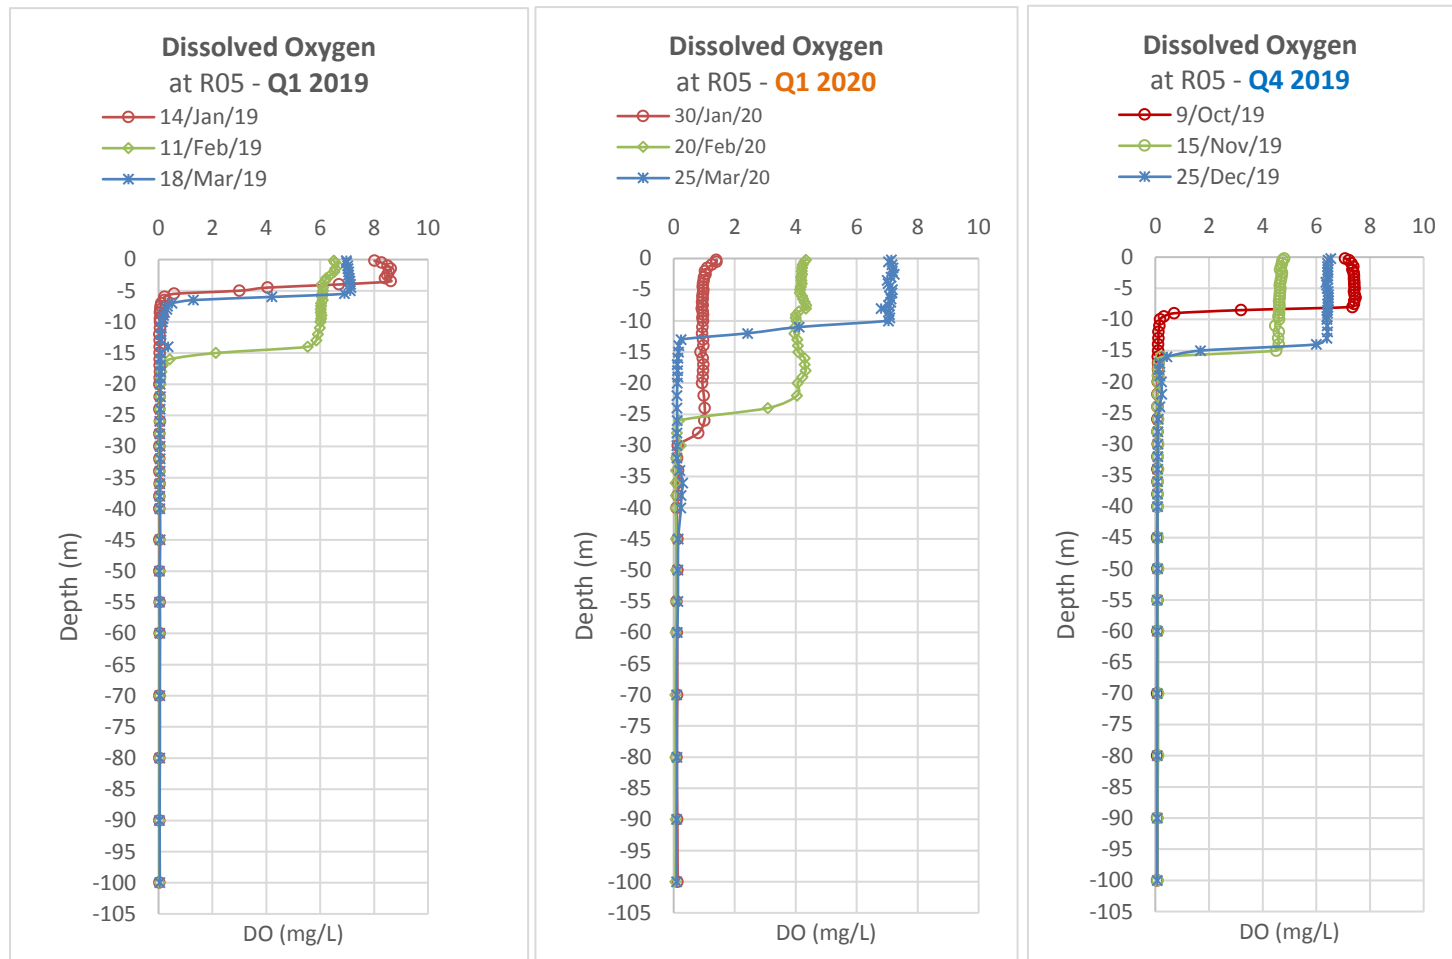 Dissolved Oxygen
at R05 - Q1 2019
14/Jan/19
11/Feb/19
18/Mar/19
0 2 4 6 8 10
0
-5
-10
-15
-20
-25
-30
-35
-40
-45
-50
-55
-60
-65
-70
-75
-80
-85
-90
-95
-100
-105
Depth (m)
DO (mg/L)
Dissolved Oxygen
at R05 - Q1 2020
30/Jan/20
20/Feb/20
25/Mar/20
0 2 4 6 8 10
0
-5
-10
-15
-20
-25
-30
-35
-40
-45
-50
-55
-60
-65
-70
-75
-80
-85
-90
-95
-100
-105
Depth (m)
DO (mg/L)
Dissolved Oxygen
at R05 - Q4 2019
9/Oct/19
15/Nov/19
25/Dec/19
0 2 4 6 8 10
0
-5
-10
-15
-20
-25
-30
-35
-40
-45
-50
-55
-60
-65
-70
-75
-80
-85
-90
-95
-100
-105
Depth (m)
DO (mg/L)